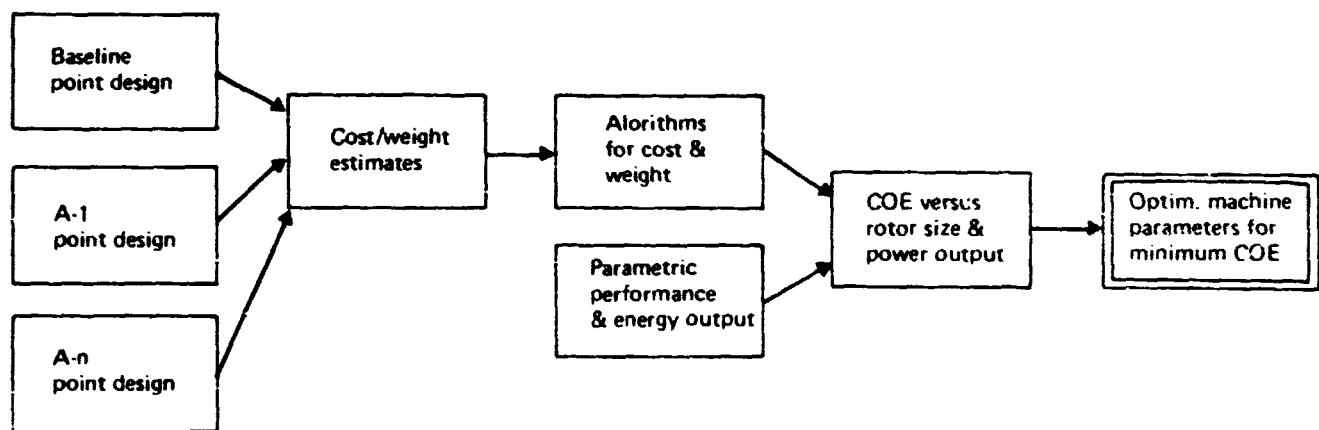 Baseline
point design
A-1
point design
A-n
point design
Cost/weight
estimates
Alorithms
for cost &
weight
Parametric
performance
& energy output
COE versus
rotor size &
power output
Optim. machine
parameters for
minimum COE